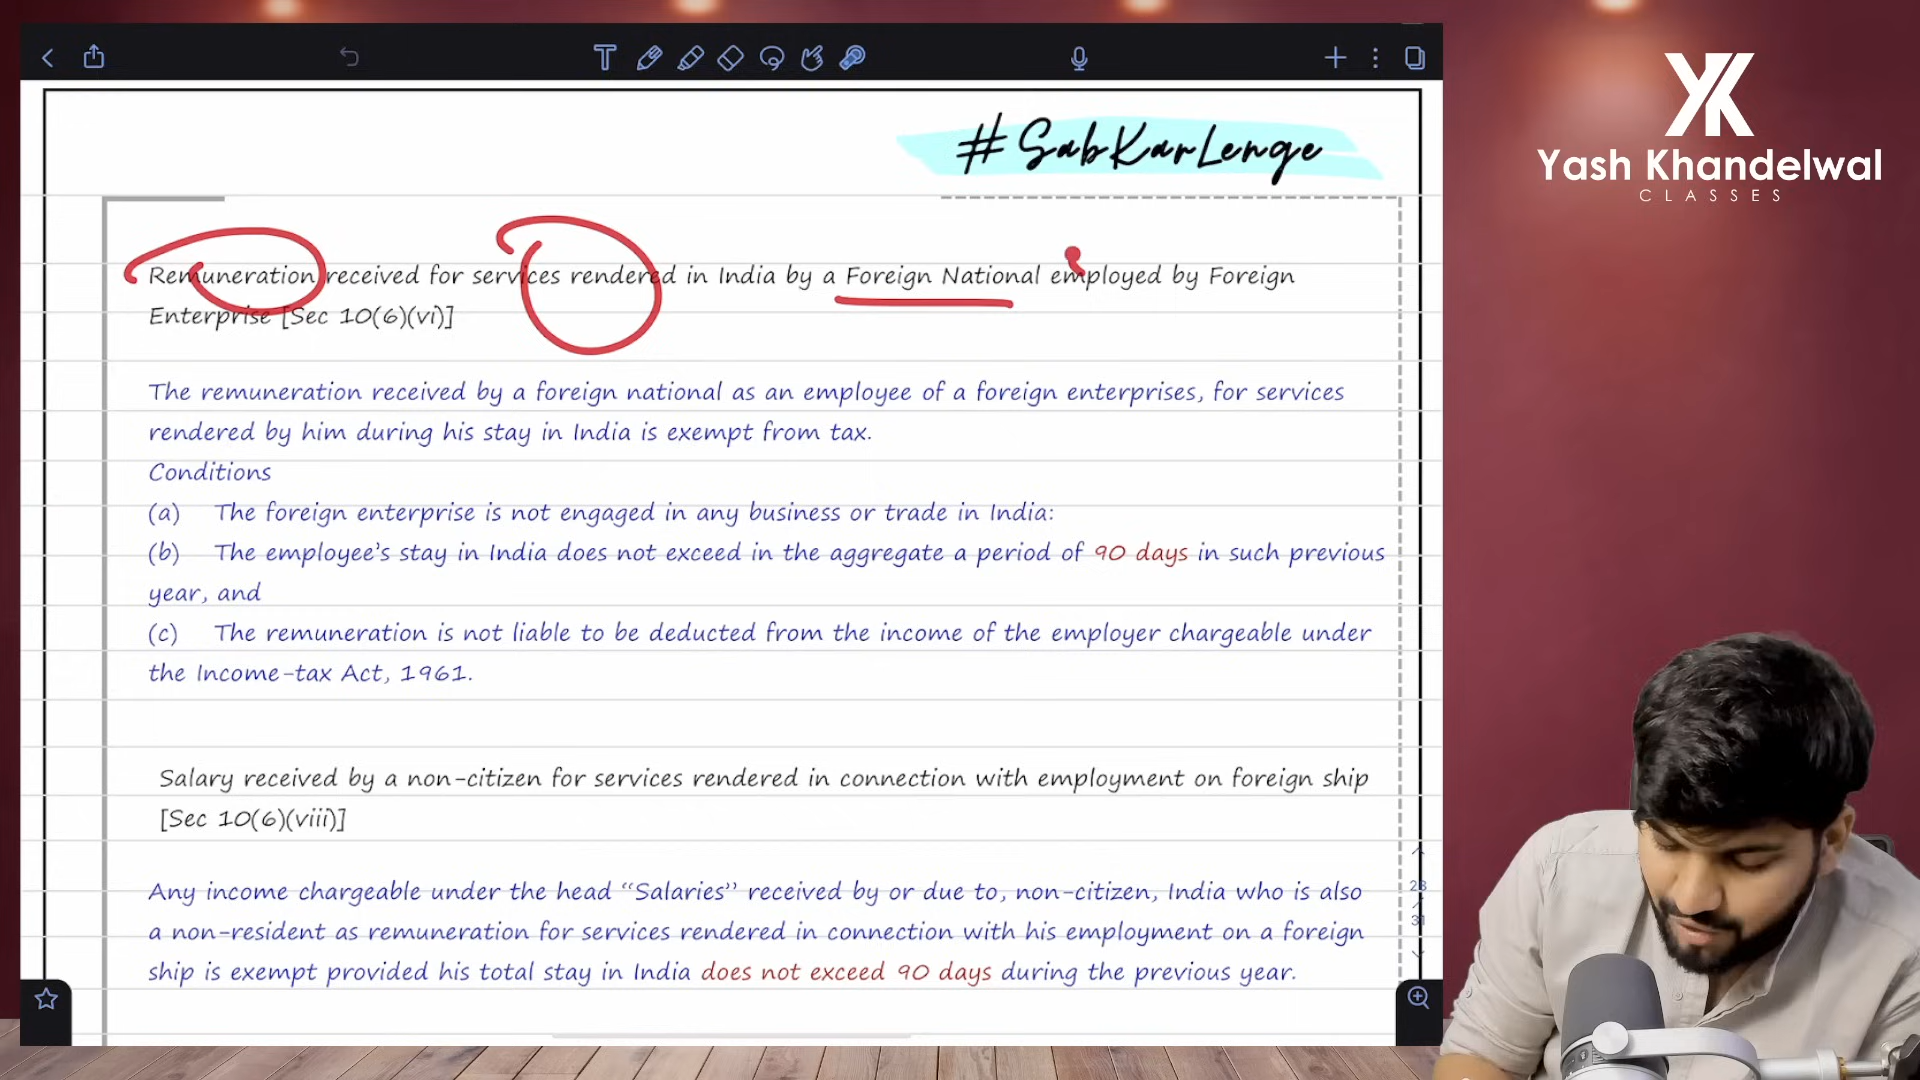 #SabKarLenge
YK
Yash Khandelwal
CLASSES
Remuneration received for services rendered in India by a Foreign National employed by Foreign
Enterprise [Sec 10(6)(vi)]
The remuneration received by a foreign national as an employee of a foreign enterprises, for services
rendered by him during his stay in India is exempt from tax.
Conditions
(a) The foreign enterprise is not engaged in any business or trade in India:
(b) The employee's stay in India does not exceed in the aggregate a period of 90 days in such previous
year, and
(c) The remuneration is not liable to be deducted from the income of the employer chargeable under
the Income-tax Act, 1961.
Salary received by a non-citizen for services rendered in connection with employment on foreign ship
[Sec 10(6)(viii)]
Any income chargeable under the head “Salaries” received by or due to, non-citizen, India who is also
a non-resident as remuneration for services rendered in connection with his employment on a foreign
ship is exempt provided his total stay in India does not exceed 90 days during the previous year.
23
31